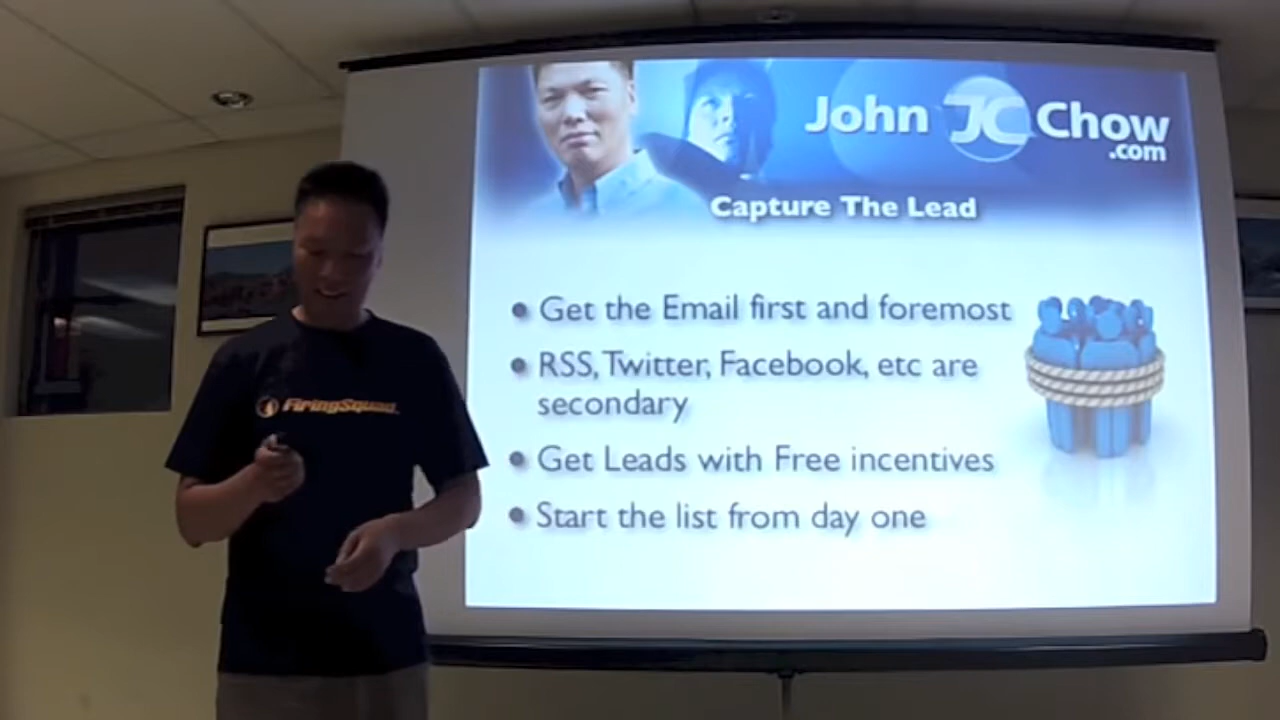 John JC Chow
.com
Capture The Lead
• Get the Email first and foremost
• RSS, Twitter, Facebook, etc are
secondary
• Get Leads with Free incentives
• Start the list from day one
FiringSquad